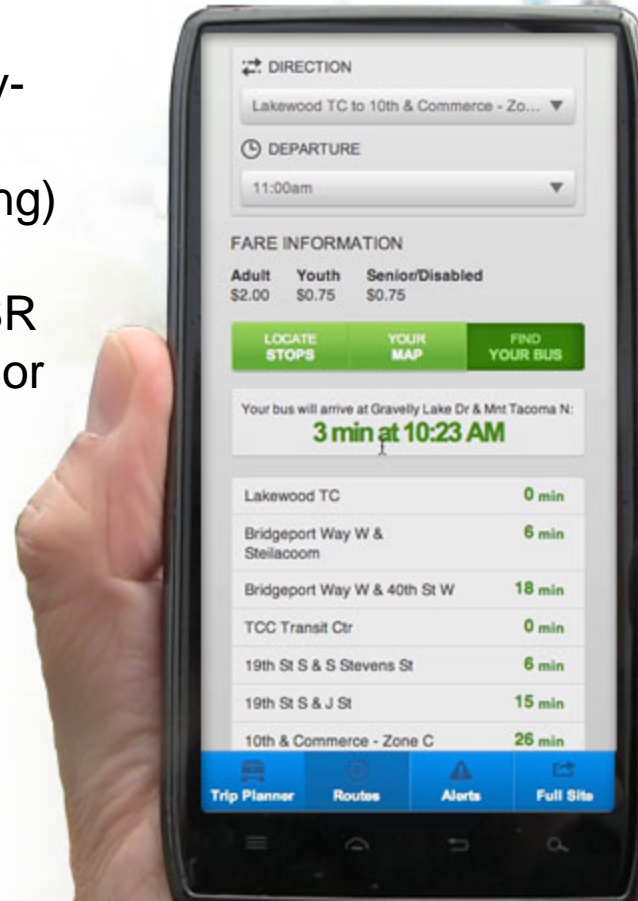 y-
ng)
SR
or
DIRECTION
Lakewood TC to 10th & Commerce - Zo...
DEPARTURE
11:00am
FARE INFORMATION
Adult Youth Senior/Disabled
$2.00 $0.75 $0.75
LOCATE STOPS
YOUR MAP
FIND YOUR BUS
Your bus will arrive at Gravelly Lake Dr & Mnt Tacoma N:
3 min at 10:23 AM
Lakewood TC 0 min
Bridgeport Way W & 6 min
Steilacoom
Bridgeport Way W & 40th St W 18 min
TCC Transit Ctr 0 min
19th St S & S Stevens St 6 min
19th St S & J St 15 min
10th & Commerce - Zone C 26 min
Trip Planner Routes Alerts Full Site